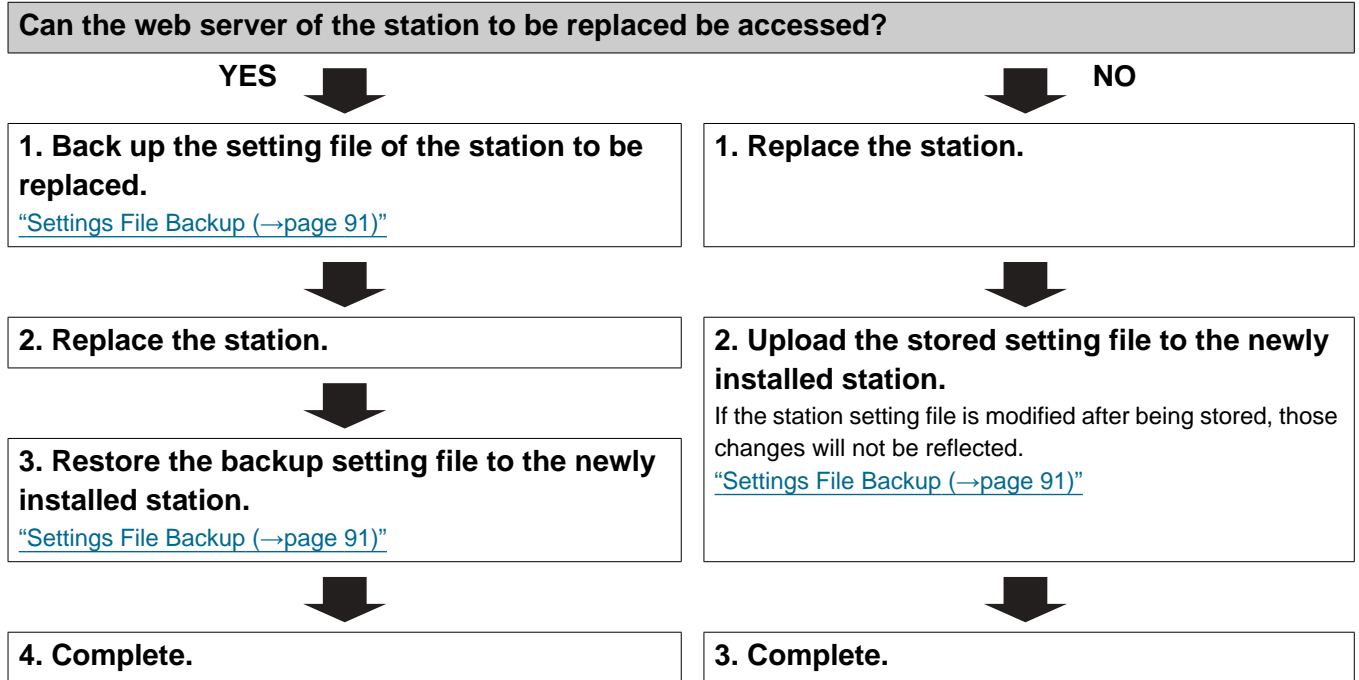 Can the web server of the station to be replaced be accessed?
YES
NO
1. Back up the setting file of the station to be
replaced.
“Settings File Backup (→page 91)”
2. Replace the station.
3. Restore the backup setting file to the newly
installed station.
“Settings File Backup (→page 91)”
4. Complete.
1. Replace the station.
2. Upload the stored setting file to the newly
installed station.
If the station setting file is modified after being stored, those
changes will not be reflected.
“Settings File Backup (→page 91)”
3. Complete.